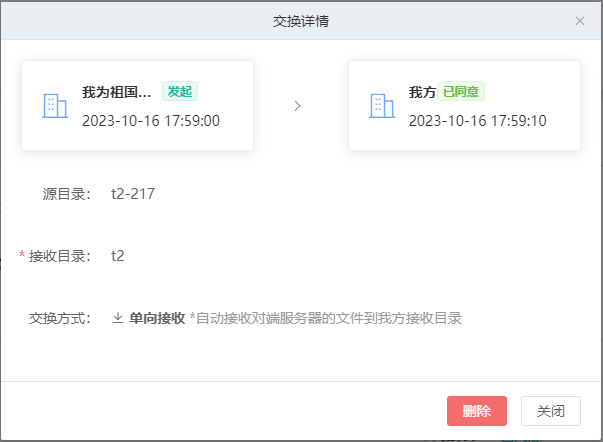 交换详情
我为祖国... 发起
2023-10-16 17:59:00
我方 已同意
2023-10-16 17:59:10
源目录： t2-217
* 接收目录： t2
交换方式： 单向接收 *自动接收对端服务器的文件到我方接收目录
删除 关闭